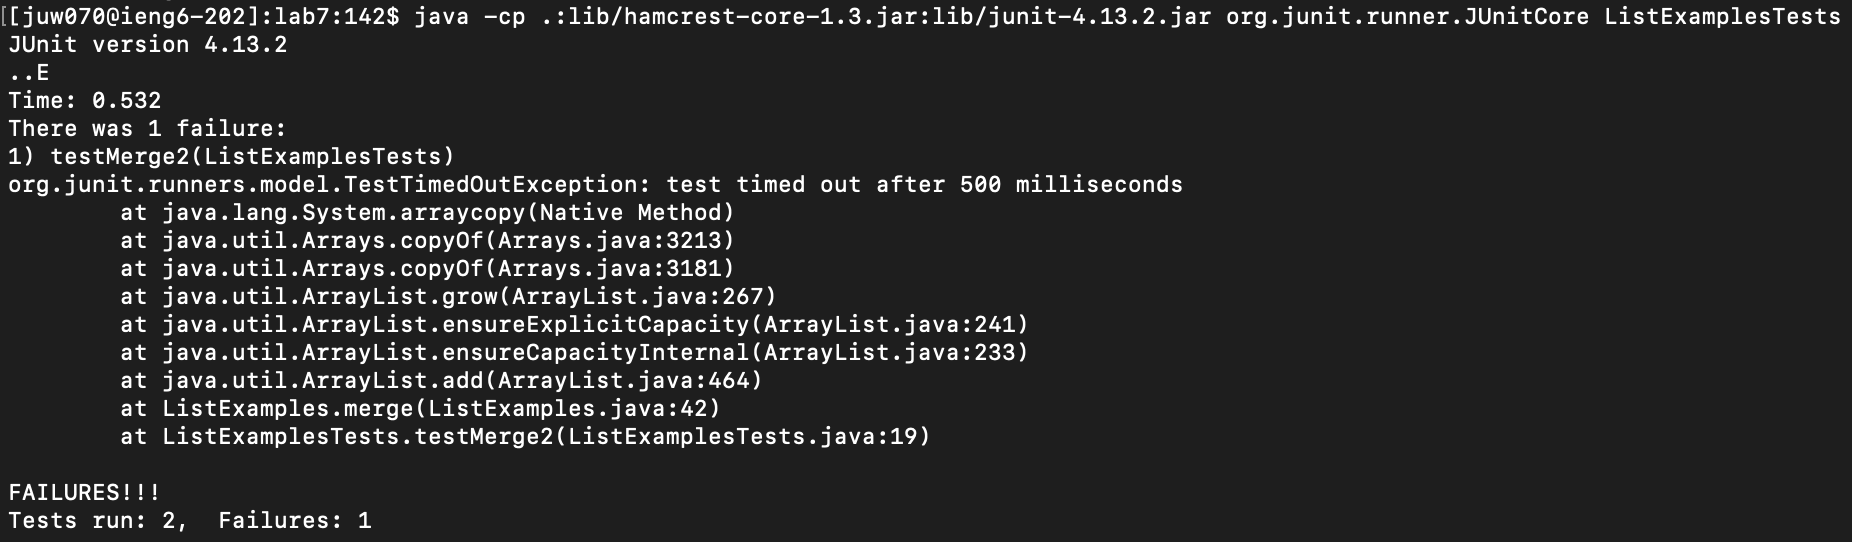 [[juw070@ieng6-202]:lab7:142$ java -cp .:lib/hamcrest-core-1.3.jar:lib/junit-4.13.2.jar org.junit.runner.JUnitCore ListExamplesTests
JUnit version 4.13.2
..E
Time: 0.532
There was 1 failure:
1) testMerge2(ListExamplesTests)
org.junit.runners.model.TestTimedOutException: test timed out after 500 milliseconds
        at java.lang.System.arraycopy(Native Method)
        at java.util.Arrays.copyOf(Arrays.java:3213)
        at java.util.Arrays.copyOf(Arrays.java:3181)
        at java.util.ArrayList.grow(ArrayList.java:267)
        at java.util.ArrayList.ensureExplicitCapacity(ArrayList.java:241)
        at java.util.ArrayList.ensureCapacityInternal(ArrayList.java:233)
        at java.util.ArrayList.add(ArrayList.java:464)
        at ListExamples.merge(ListExamples.java:42)
        at ListExamplesTests.testMerge2(ListExamplesTests.java:19)

FAILURES!!!
Tests run: 2,  Failures: 1